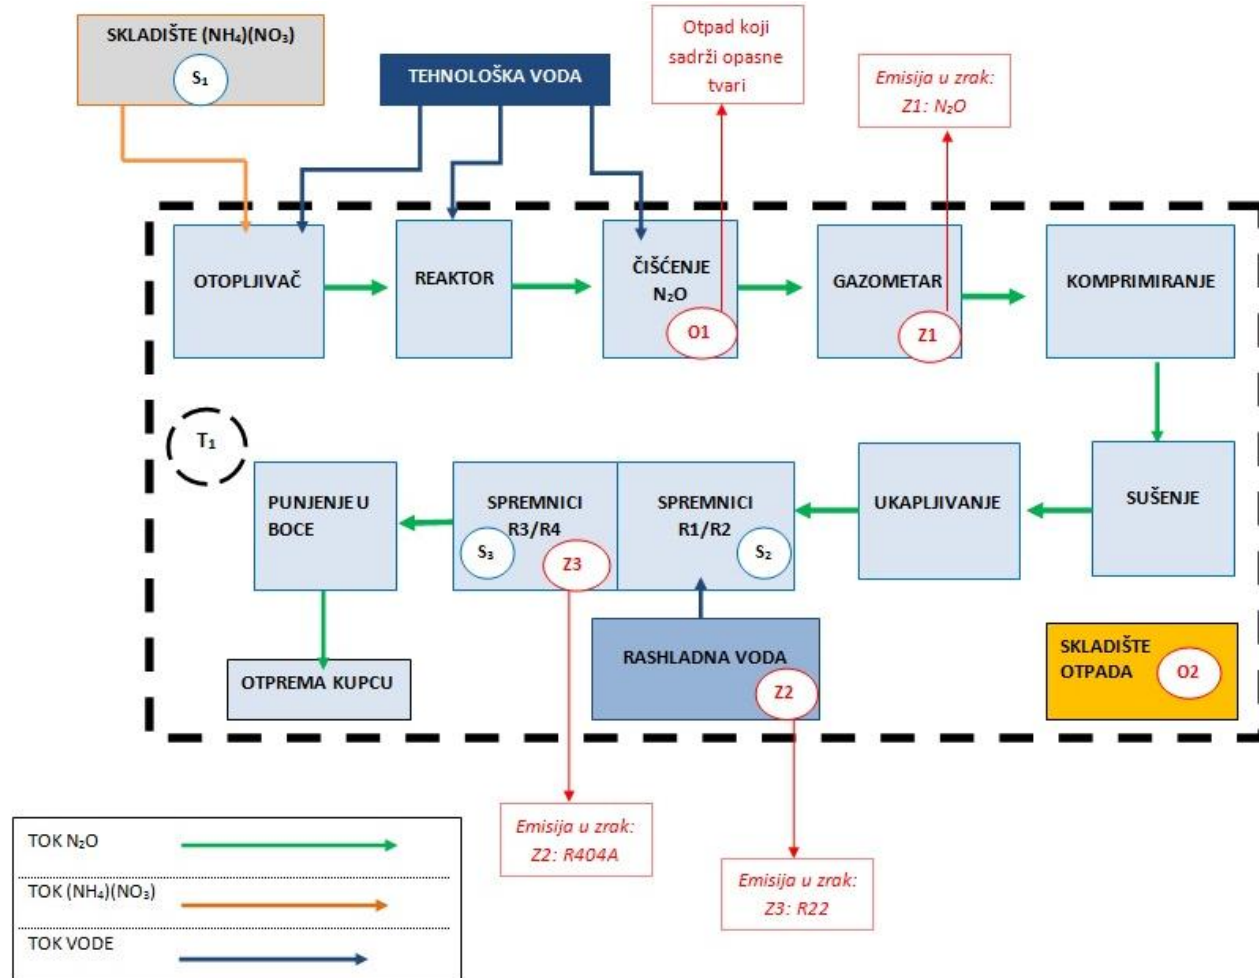 SKLADIŠTE (NH₄)(NO₃)
S₁
TEHNOLOŠKA VODA
Otpad koji
sadrži opasne
tvari
Emisija u zrak:
Z1: N₂O
OTOPLJIVAČ
REAKTOR
ČIŠĆENJE
N₂O
O1
GAZOMETAR
Z1
KOMPRIMIRANJE
T₁
PUNJENJE U
BOCE
SPREMNICI
R3/R4
S₃
Z3
SPREMNICI
R1/R2
S₂
UKAPLJIVANJE
SUŠENJE
OTPREMA KUPCU
RASHLADNA VODA
Z2
SKLADIŠTE
OTPADA
O2
Emisija u zrak:
Z2: R404A
Emisija u zrak:
Z3: R22
TOK N₂O
TOK (NH₄)(NO₃)
TOK VODE